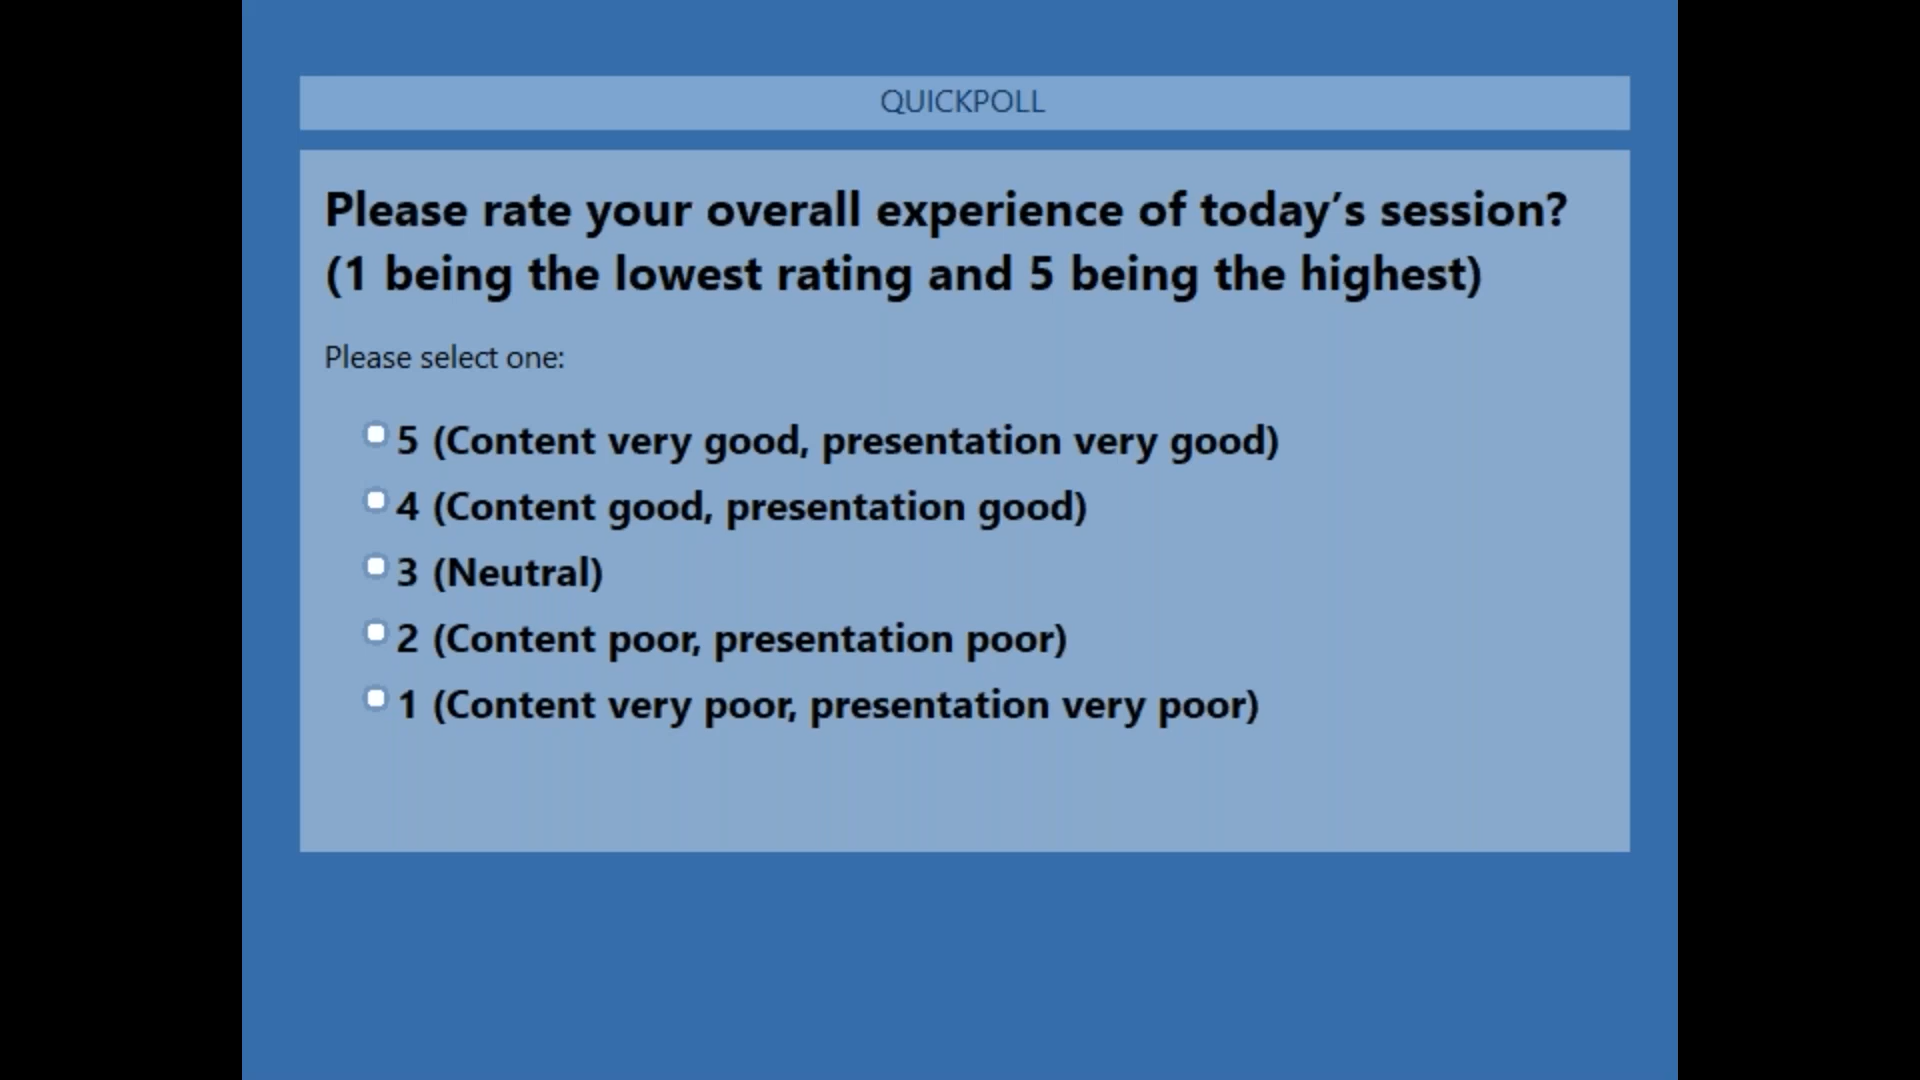 QUICKPOLL
Please rate your overall experience of today’s session?
(1 being the lowest rating and 5 being the highest)
Please select one:
5 (Content very good, presentation very good)
4 (Content good, presentation good)
3 (Neutral)
2 (Content poor, presentation poor)
1 (Content very poor, presentation very poor)